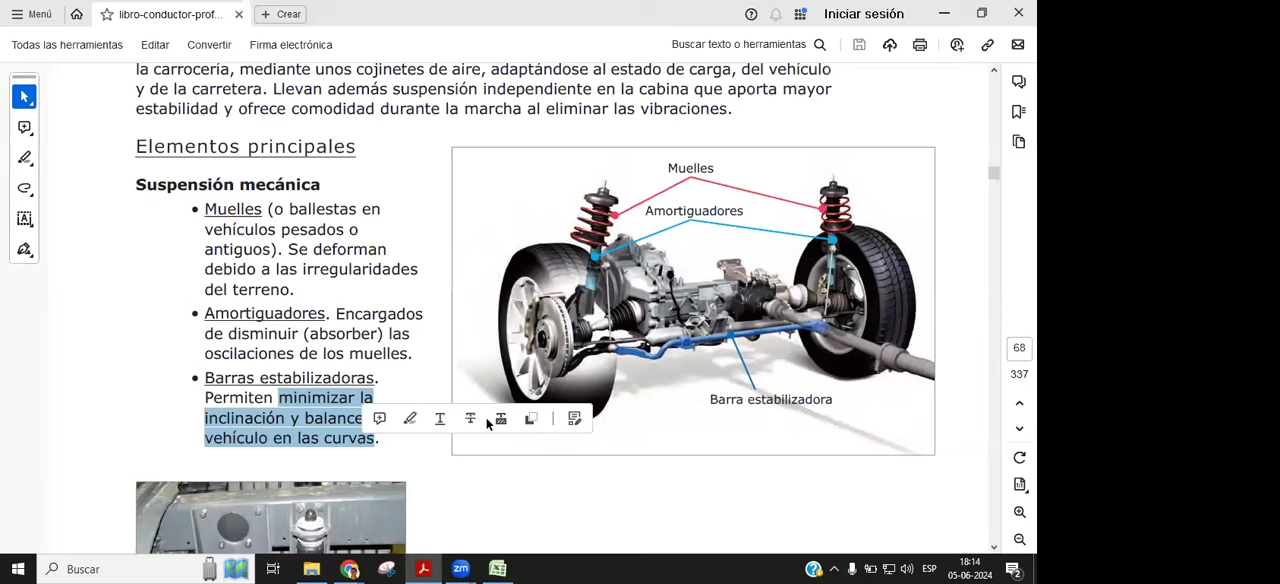 Menú
libro-conductor-prof...
Crear
Iniciar sesión
Todas las herramientas
Editar
Convertir
Firma electrónica
Buscar texto o herramientas
la carrocería, mediante unos cojinetes de aire, adaptándose al estado de carga, del vehículo
y de la carretera. Llevan además suspensión independiente en la cabina que aporta mayor
estabilidad y ofrece comodidad durante la marcha al eliminar las vibraciones.
Elementos principales
Suspensión mecánica
• Muelles (o ballestas en
vehículos pesados o
antiguos). Se deforman
debido a las irregularidades
del terreno.
• Amortiguadores. Encargados
de disminuir (absorber) las
oscilaciones de los muelles.
• Barras estabilizadoras.
Permiten minimizar la
inclinación y balance
vehículo en las curvas.
Muelles
Amortiguadores
Barra estabilizadora
68
337
Buscar
zm
ESP
18:14
05-06-2024
2